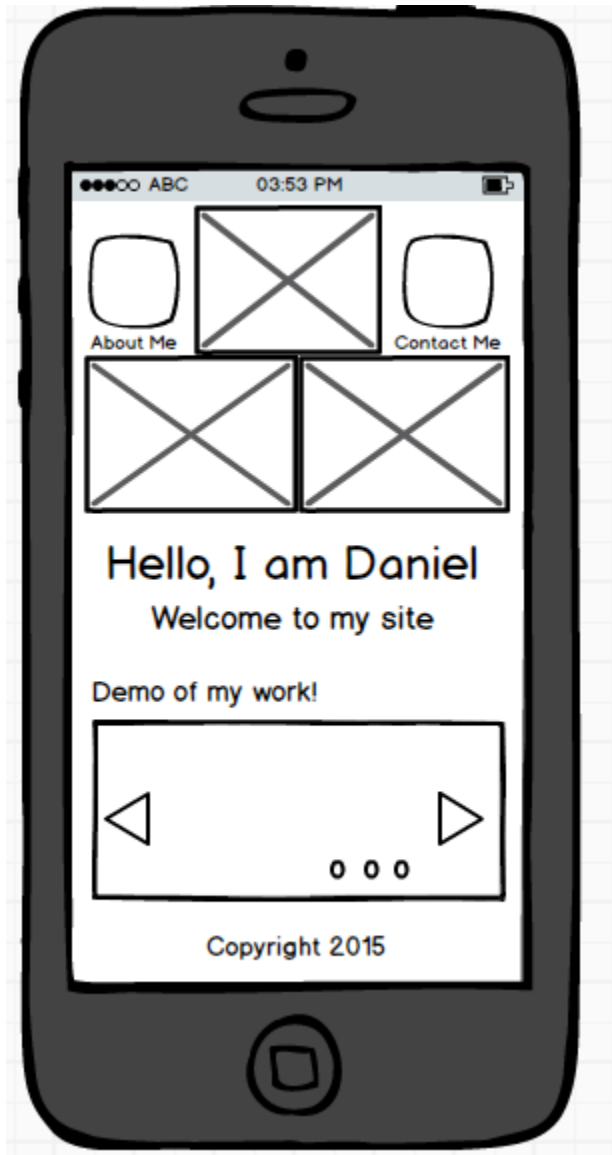 ABC 03:53 PM
About Me Contact Me
Hello, I am Daniel
Welcome to my site
Demo of my work!
o o o
Copyright 2015